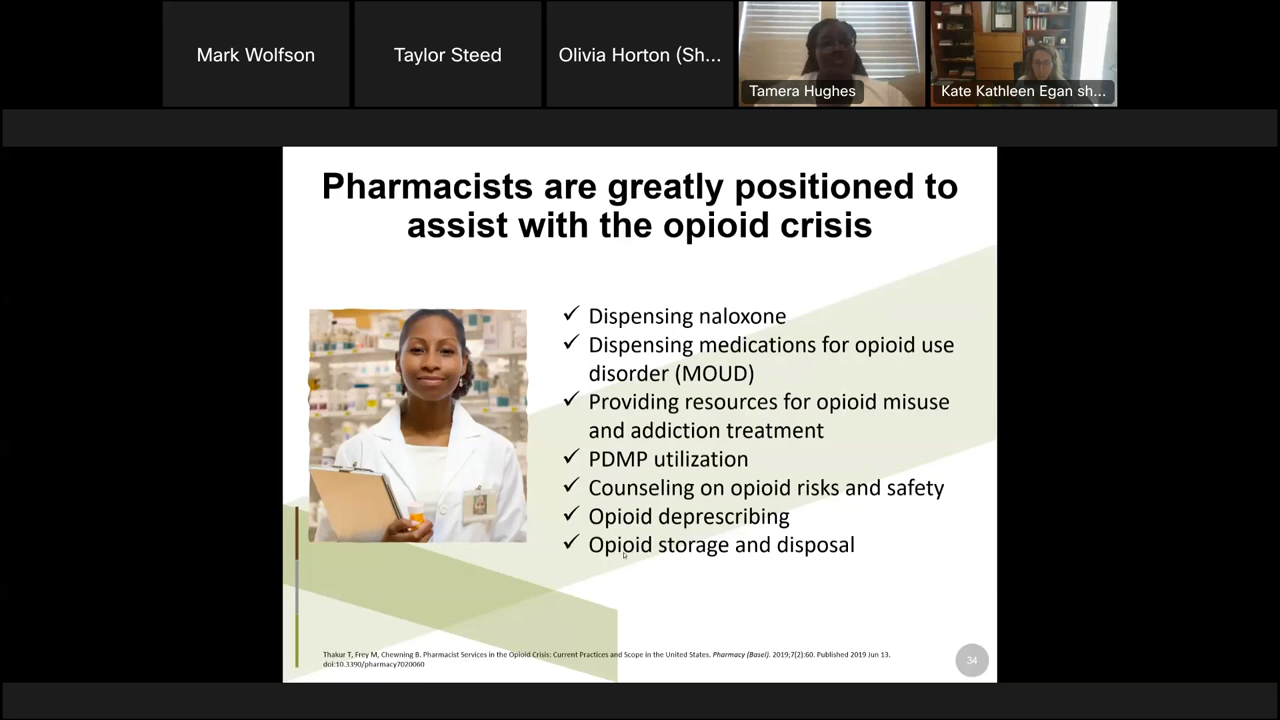 Mark Wolfson
Taylor Steed
Olivia Horton (Sh...
Tamera Hughes
Kate Kathleen Egan sh...
Pharmacists are greatly positioned to
assist with the opioid crisis
✓ Dispensing naloxone
✓ Dispensing medications for opioid use
disorder (MOUD)
✓ Providing resources for opioid misuse
and addiction treatment
✓ PDMP utilization
✓ Counseling on opioid risks and safety
✓ Opioid deprescribing
✓ Opioid storage and disposal
Thakur T, Frey M, Chewning B. Pharmacist Services in the Opioid Crisis: Current Practices and Scope in the United States. Pharmacy (Basel). 2019;7(2):60. Published 2019 Jun 13.
doi:10.3390/pharmacy7020060
34